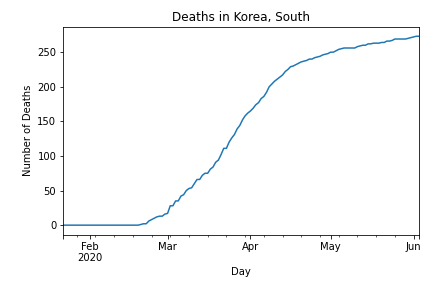 Deaths in Korea, South
Number of Deaths
250
200
150
100
50
0
Feb
2020
Mar
Apr
May
Jun
Day